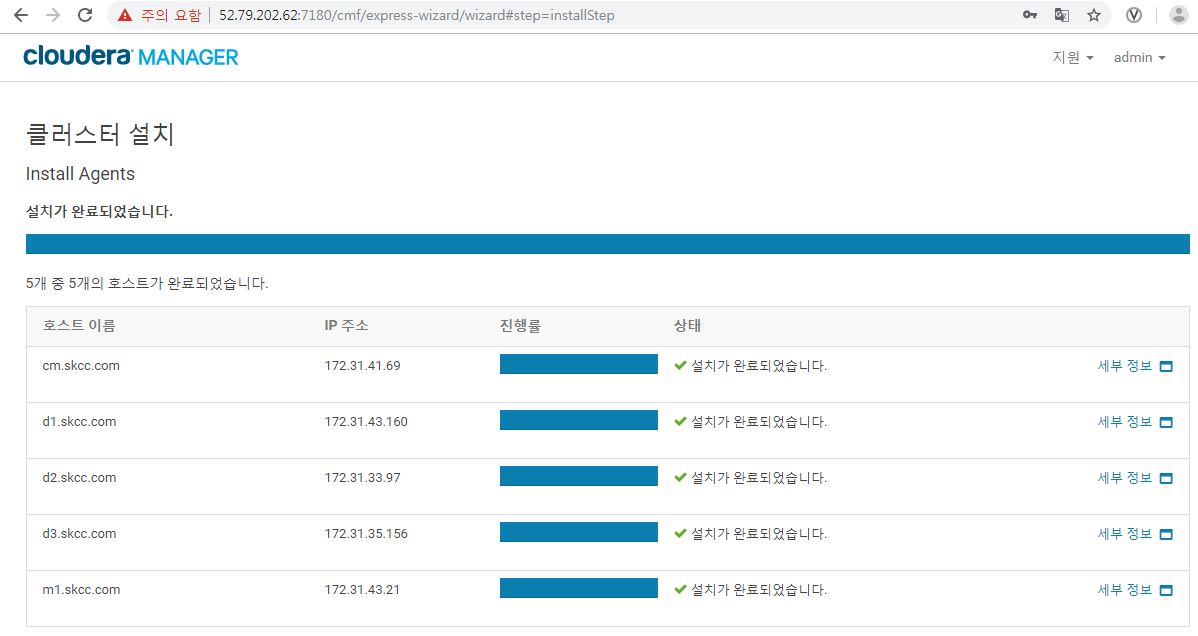 주의 요함 52.79.202.62:7180/cmf/express-wizard/wizard#step=installStep
cloudera MANAGER 지원 admin
클러스터 설치
Install Agents
설치가 완료되었습니다.
5개 중 5개의 호스트가 완료되었습니다.
호스트 이름 IP 주소 진행률 상태
cm.skcc.com 172.31.41.69 설치가 완료되었습니다. 세부 정보
d1.skcc.com 172.31.43.160 설치가 완료되었습니다. 세부 정보
d2.skcc.com 172.31.33.97 설치가 완료되었습니다. 세부 정보
d3.skcc.com 172.31.35.156 설치가 완료되었습니다. 세부 정보
m1.skcc.com 172.31.43.21 설치가 완료되었습니다. 세부 정보